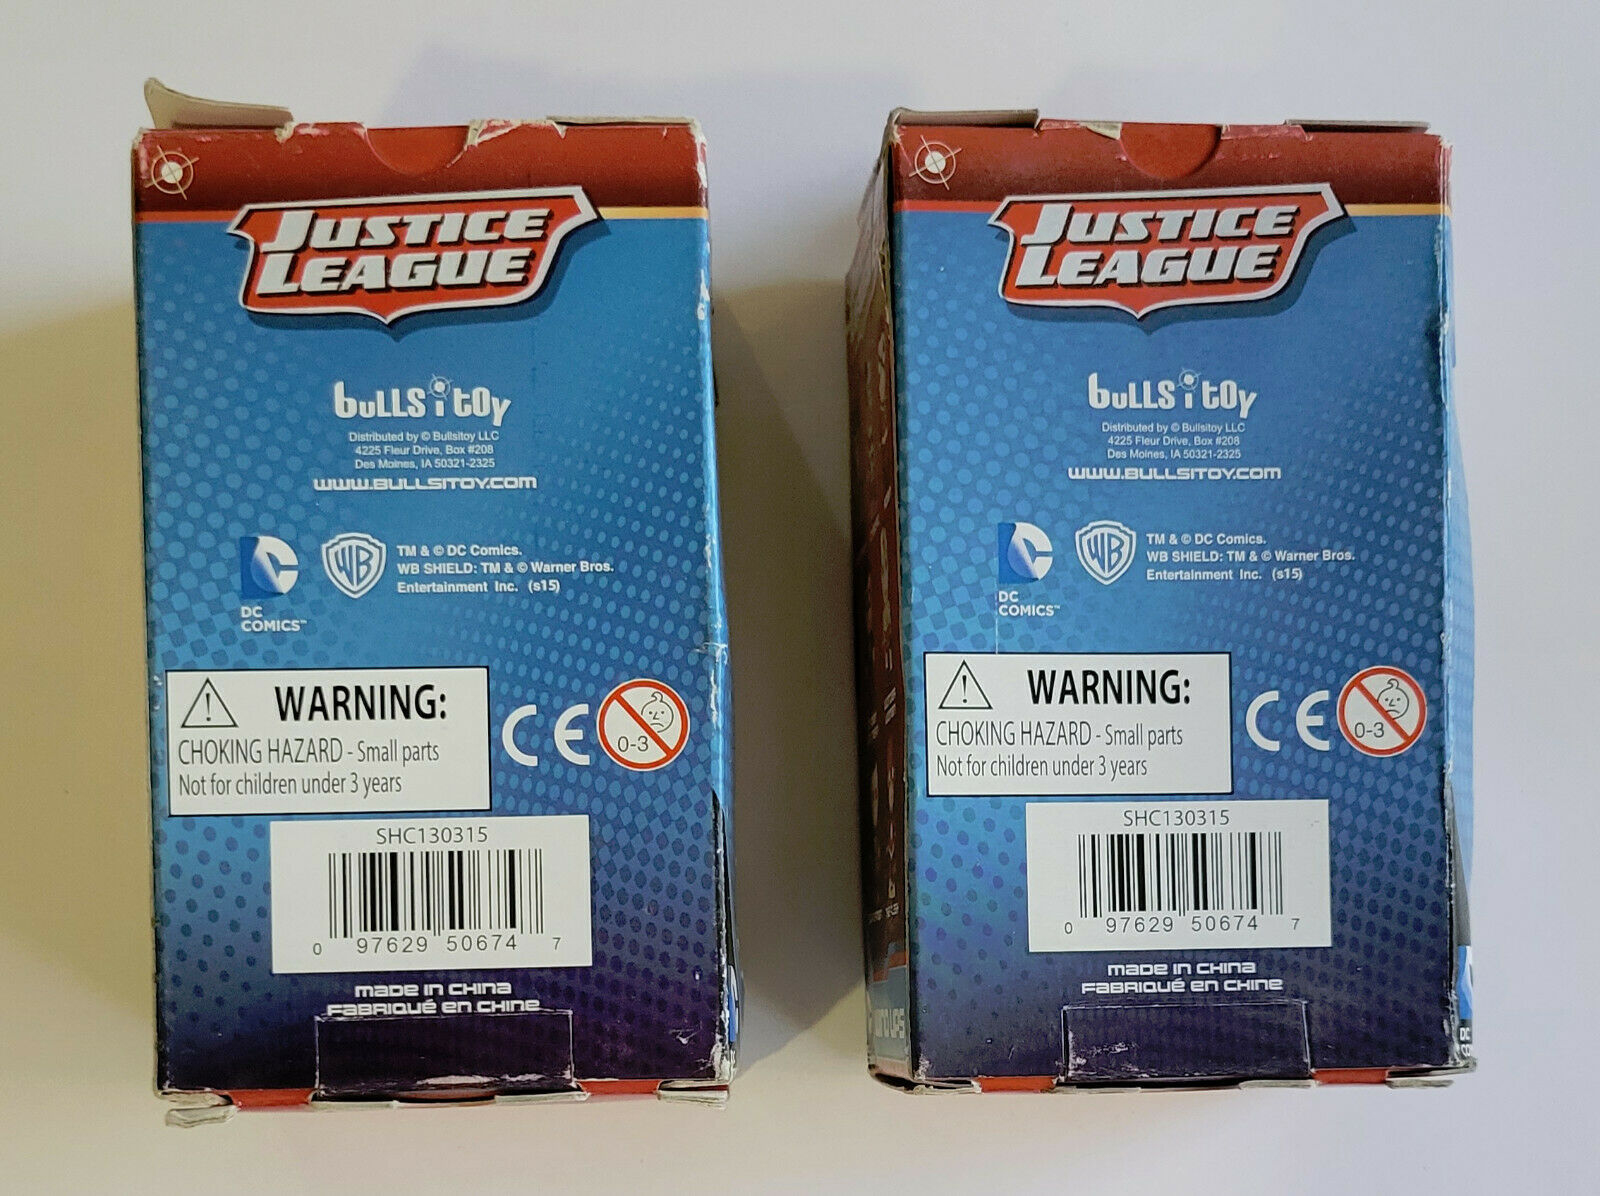 JUSTICE
LEAGUE
bulls i toy
Distributed by © Bullsitoy LLC
4225 Fleur Drive, Box #208
Des Moines, IA 50321-2325
www.BULLSITOY.COM
DC
COMICS™
WB
TM & © DC Comics.
WB SHIELD: TM & © Warner Bros.
Entertainment Inc. (s15)
WARNING:
CHOKING HAZARD - Small parts
Not for children under 3 years
CE
0-3
SHC130315
0 97629 50674 7
MADE IN CHINA
FABRIQUÉ EN CHINE
JUSTICE
LEAGUE
bulls i toy
Distributed by © Bullsitoy LLC
4225 Fleur Drive, Box #208
Des Moines, IA 50321-2325
www.BULLSITOY.COM
DC
COMICS™
WB
TM & © DC Comics.
WB SHIELD: TM & © Warner Bros.
Entertainment Inc. (s15)
WARNING:
CHOKING HAZARD - Small parts
Not for children under 3 years
CE
0-3
SHC130315
0 97629 50674 7
MADE IN CHINA
FABRIQUÉ EN CHINE